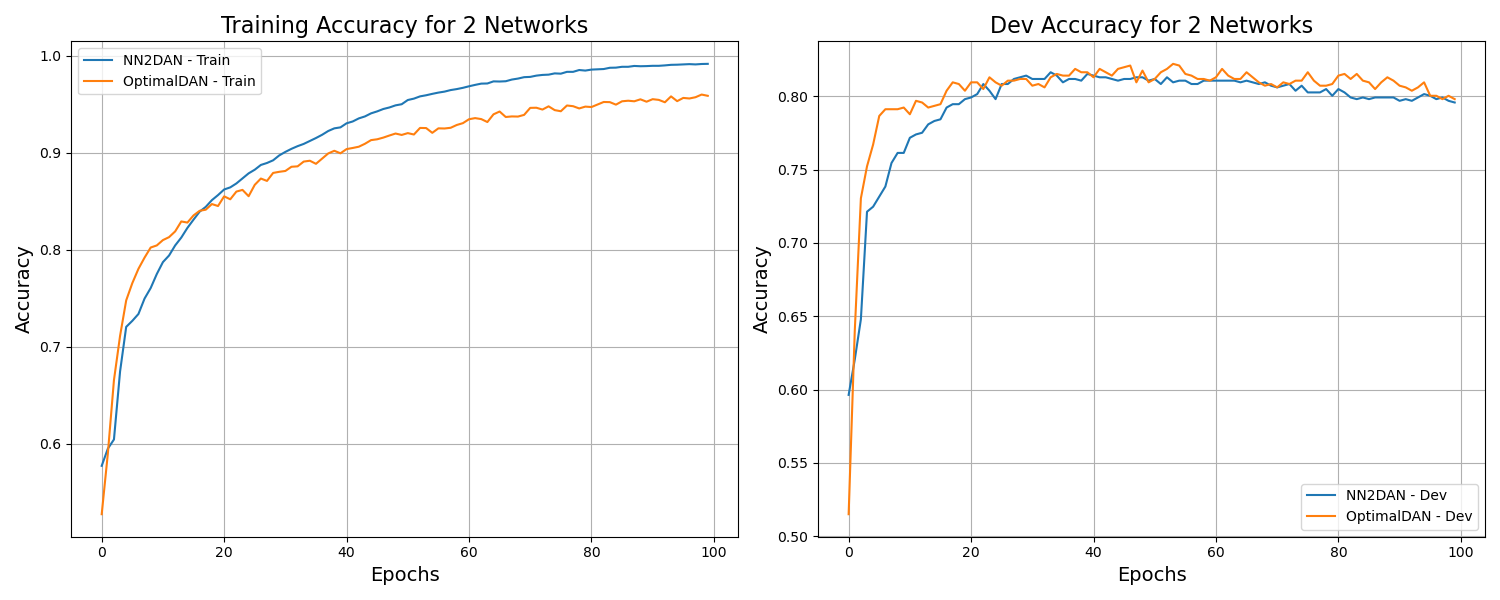 Training Accuracy for 2 Networks
NN2DAN - Train
OptimalDAN - Train
1.0
0.9
0.8
0.7
0.6
Accuracy
0 20 40 60 80 100
Epochs
Dev Accuracy for 2 Networks
0.80
0.75
0.70
0.65
0.60
0.55
0.50
Accuracy
NN2DAN - Dev
OptimalDAN - Dev
0 20 40 60 80 100
Epochs